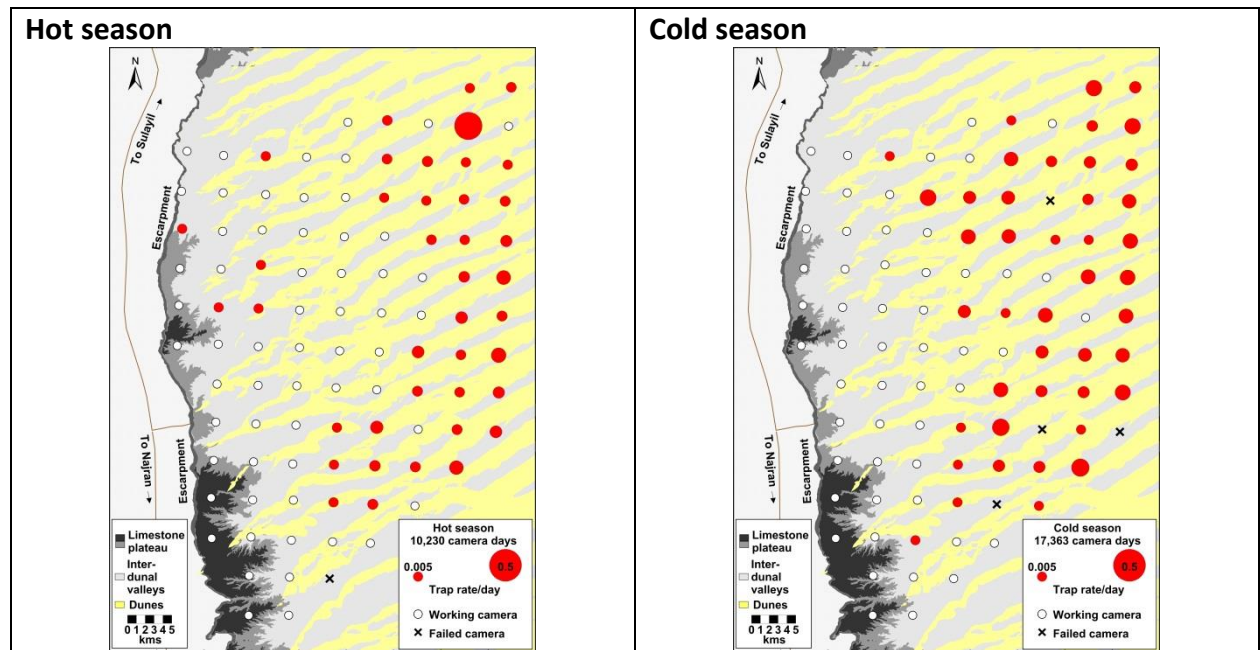 Hot season
N
To Sulayil
Escarpment
Escarpment
To Najran
Limestone
plateau
Inter-
dunal
valleys
Dunes
0 1 2 3 4 5
kms
Hot season
10,230 camera days
0.005
0.5
Trap rate/day
Working camera
Failed camera
Cold season
N
To Sulayil
Escarpment
Escarpment
To Najran
Limestone
plateau
Inter-
dunal
valleys
Dunes
0 1 2 3 4 5
kms
Cold season
17,363 camera days
0.005
0.5
Trap rate/day
Working camera
Failed camera